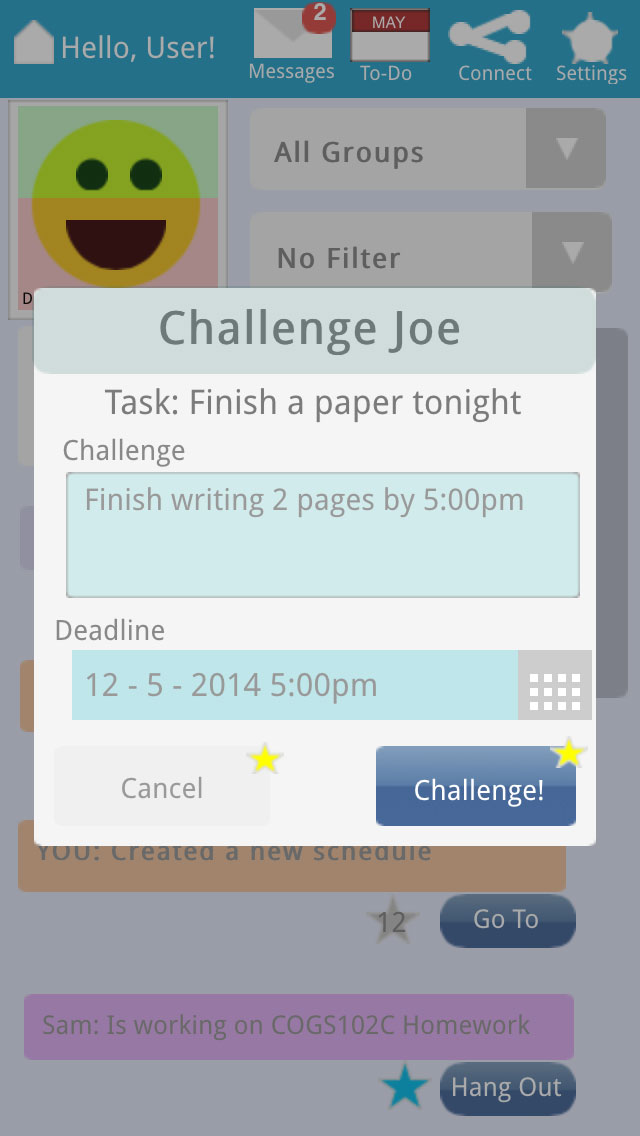 Hello, User!
2
Messages
MAY
To-Do
Connect
Settings
All Groups
No Filter
D
Challenge Joe
Task: Finish a paper tonight
Challenge
Finish writing 2 pages by 5:00pm
Deadline
12 - 5 - 2014 5:00pm
Cancel
Challenge!
YOU: Created a new schedule
12
Go To
Sam: Is working on COGS102C Homework
Hang Out